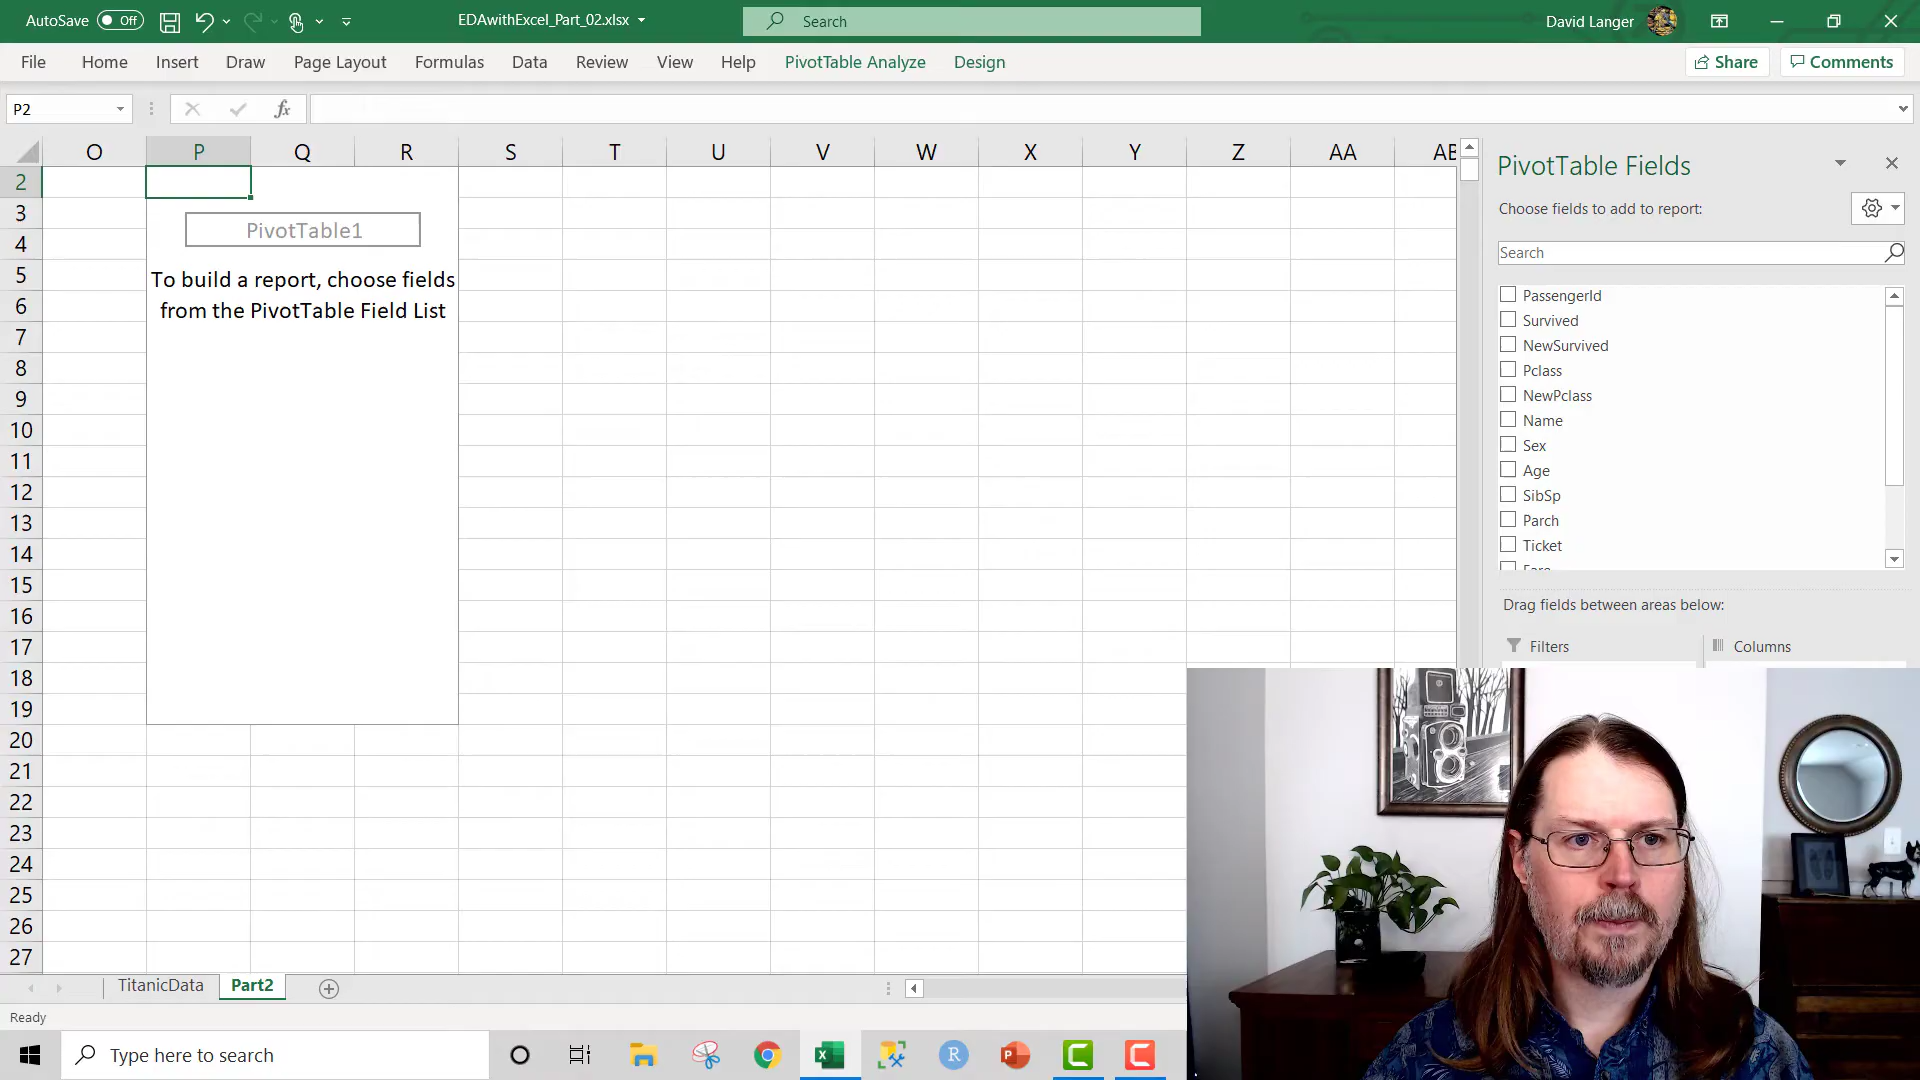 AutoSave Off
EDAwithExcel_Part_02.xlsx
Search
David Langer
File Home Insert Draw Page Layout Formulas Data Review View Help PivotTable Analyze Design Share Comments
P2 fx
O P Q R S T U V W X Y Z AA AB
2
3
4
5
6
7
8
9
10
11
12
13
14
15
16
17
18
19
20
21
22
23
24
25
26
27
PivotTable1
To build a report, choose fields
from the PivotTable Field List
PivotTable Fields
Choose fields to add to report:
Search
PassengerId
Survived
NewSurvived
Pclass
NewPclass
Name
Sex
Age
SibSp
Parch
Ticket
Fare
Drag fields between areas below:
Filters Columns
TitanicData Part2
Ready
Type here to search